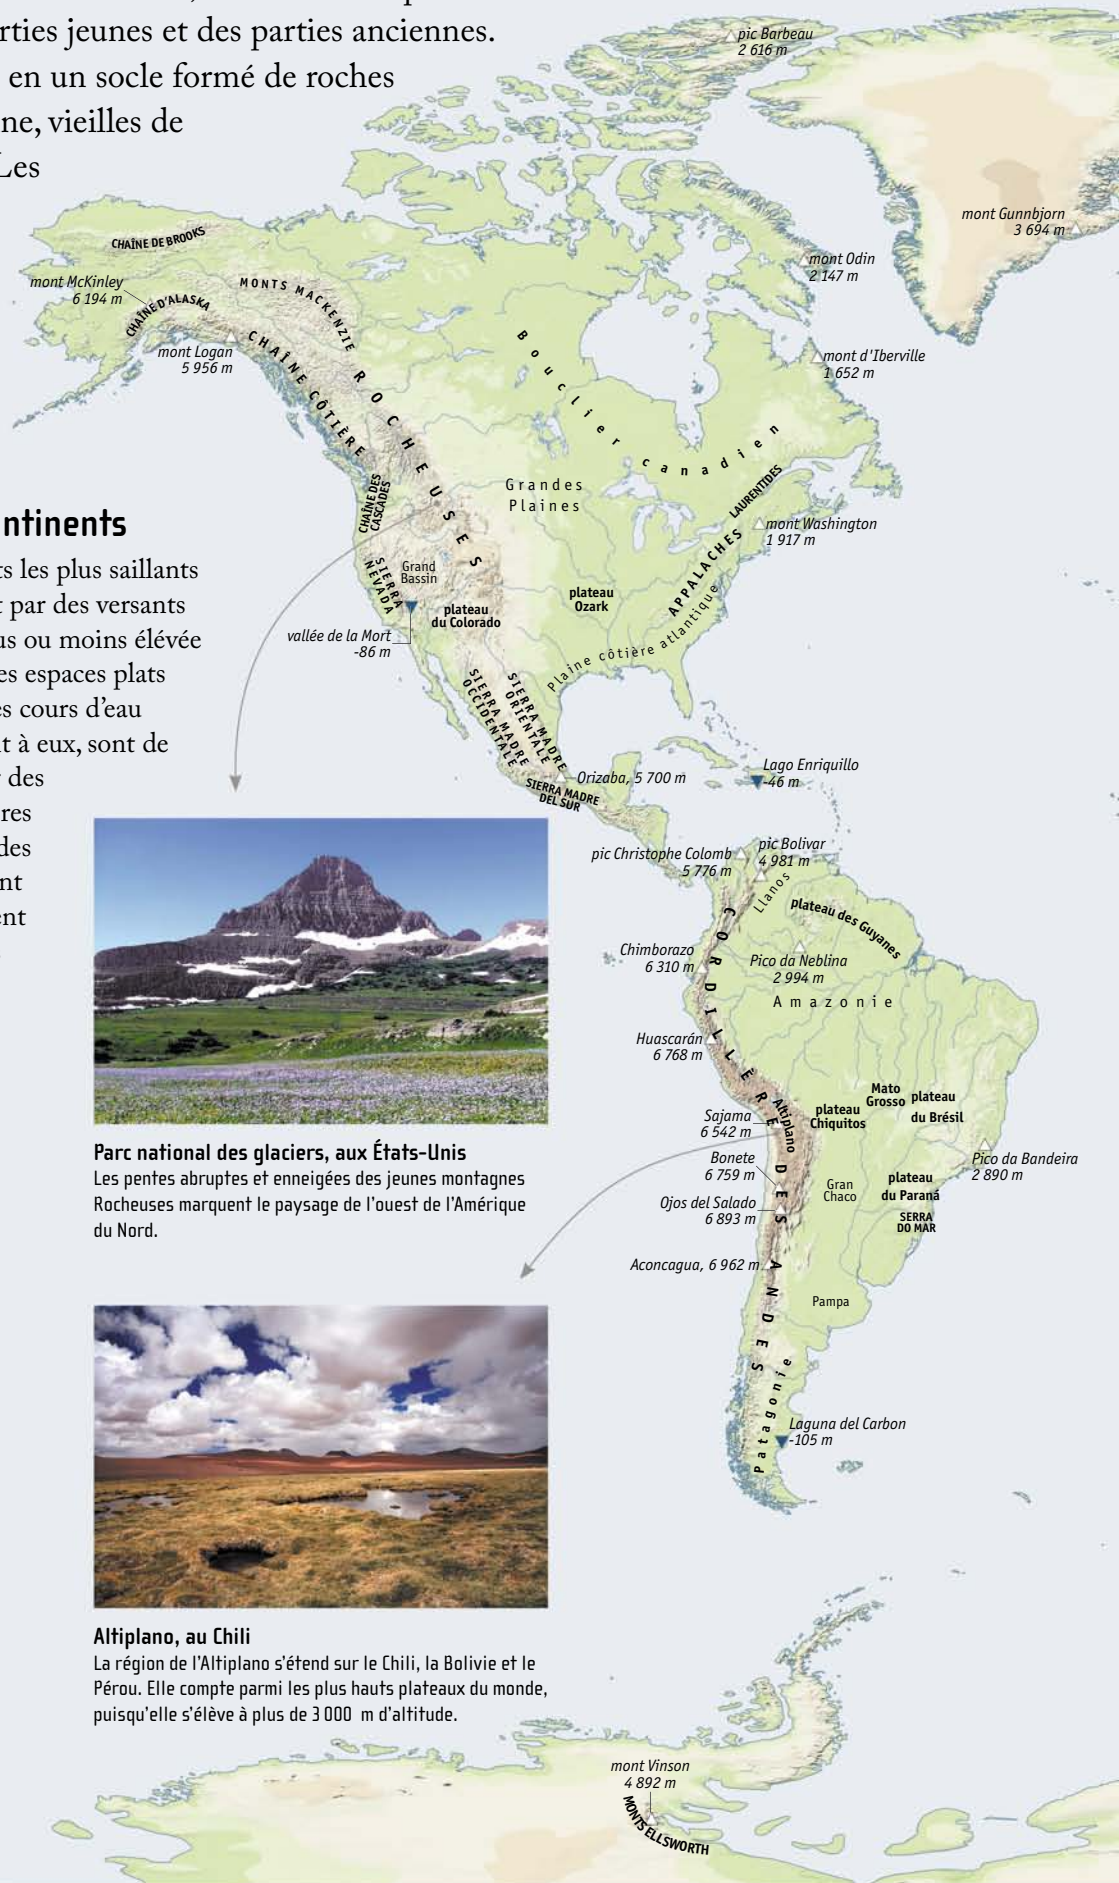 rties jeunes et des parties anciennes.
en un socle formé de roches
ne, vieilles de
Les
ntinents
ts les plus saillants
t par des versants
us ou moins élévée
es espaces plats
es cours d’eau
t à eux, sont de
des
res
des
nt
ent
pic Barbeau
2 616 m
mont Gunnbjorn
3 694 m
mont Odin
2 147 m
CHAÎNE DE BROOKS
mont McKinley
6 194 m
CHAÎNE D'ALASKA
MONTS MACKENZIE
mont Logan
5 956 m
CHAÎNE CÔTIÈRE
ROCHEUSES
mont d'Iberville
1 652 m
Bouclier canadien
Grandes
Plaines
LAURENTIDES
CHAÎNE DES
CASCADES
mont Washington
1 917 m
APPALACHES
Grand
Bassin
SIERRA
NEVADA
plateau
Ozark
plateau
du Colorado
vallée de la Mort
-86 m
Plaine côtière atlantique
SIERRA MADRE
OCCIDENTALE
SIERRA MADRE
ORIENTALE
Orizaba, 5 700 m
SIERRA MADRE
DEL SUR
Lago Enriquillo
-46 m
pic Christophe Colomb
5 776 m
pic Bolivar
4 981 m
Llanos
plateau des Guyanes
CORDILLÈRE DES ANDES
Chimborazo
6 310 m
Pico da Neblina
2 994 m
Amazonie
Huascarán
6 768 m
Altiplano
Mato
Grosso
plateau
du Brésil
plateau
Chiquitos
Sajama
6 542 m
Bonete
6 759 m
Pico da Bandeira
2 890 m
Gran
Chaco
plateau
du Paraná
Ojos del Salado
6 893 m
SERRA
DO MAR
Aconcagua, 6 962 m
Pampa
Patagonie
Laguna del Carbon
-105 m
Parc national des glaciers, aux États-Unis
Les pentes abruptes et enneigées des jeunes montagnes
Rocheuses marquent le paysage de l’ouest de l’Amérique
du Nord.
Altiplano, au Chili
La région de l’Altiplano s’étend sur le Chili, la Bolivie et le
Pérou. Elle compte parmi les plus hauts plateaux du monde,
puisqu’elle s’élève à plus de 3 000 m d’altitude.
mont Vinson
4 892 m
MONTS ELLSWORTH